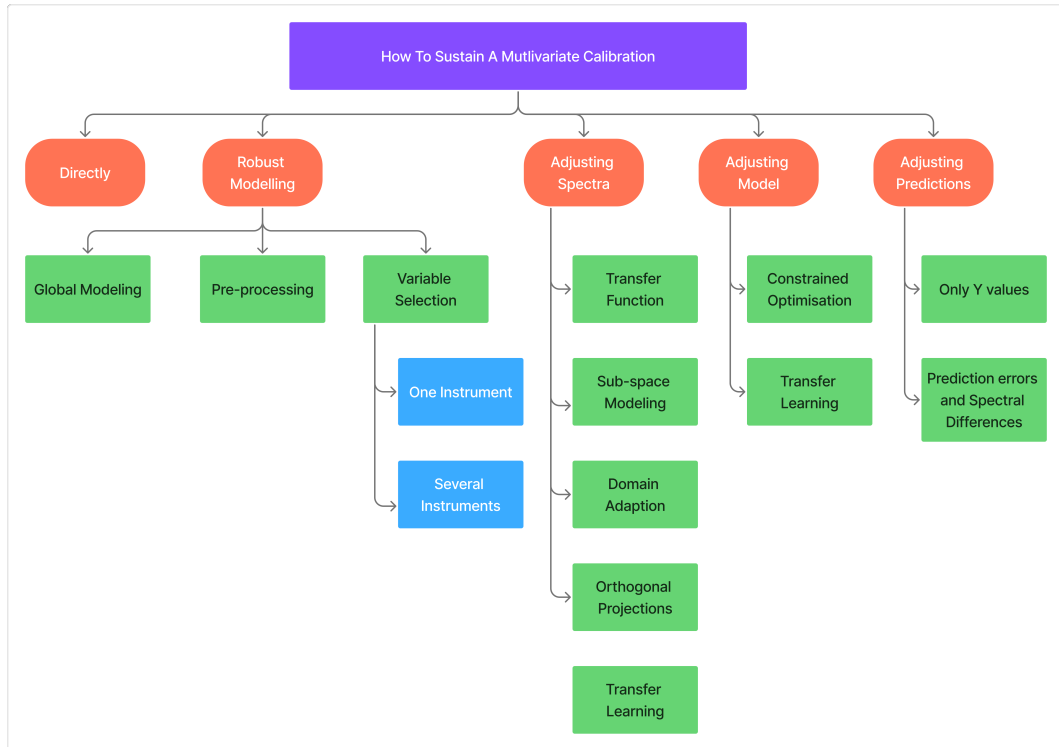 How To Sustain A Mutlivariate Calibration
Directly
Robust
Modelling
Adjusting
Spectra
Adjusting
Model
Adjusting
Predictions
Global Modeling
Pre-processing
Variable
Selection
Transfer
Function
Constrained
Optimisation
Only Y values
One Instrument
Sub-space
Modeling
Transfer
Learning
Prediction errors
and Spectral
Differences
Several
Instruments
Domain
Adaption
Orthogonal
Projections
Transfer
Learning